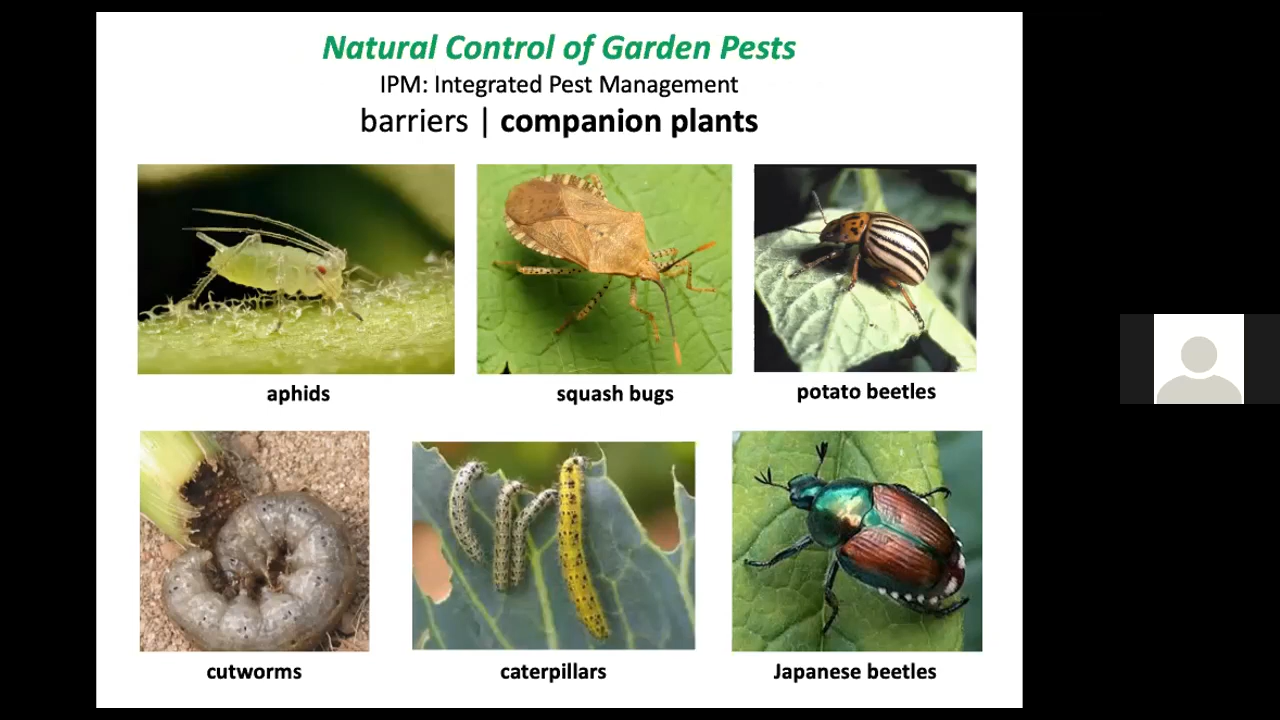 Natural Control of Garden Pests
IPM: Integrated Pest Management
barriers | companion plants
aphids
squash bugs
potato beetles
cutworms
caterpillars
Japanese beetles